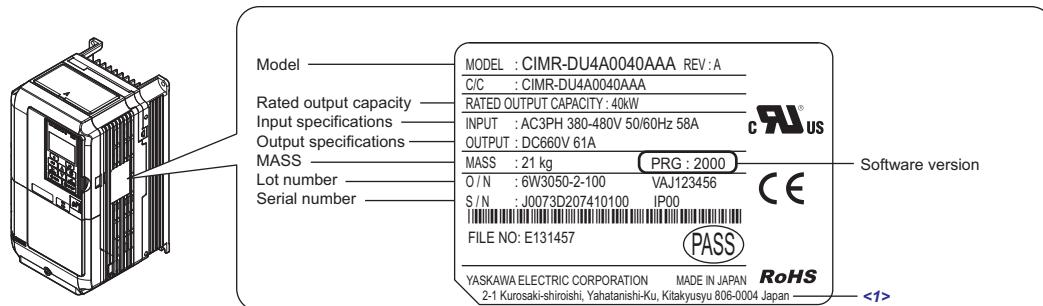 Model
Rated output capacity
Input specifications
Output specifications
MASS
Lot number
Serial number
MODEL : CIMR-DU4A0040AAA REV : A
C/C : CIMR-DU4A0040AAA
RATED OUTPUT CAPACITY : 40kW
INPUT : AC3PH 380-480V 50/60Hz 58A
OUTPUT : DC660V 61A
MASS : 21 kg PRG : 2000
O / N : 6W3050-2-100 VAJ123456
S / N : J0073D207410100 IP00
FILE NO: E131457
PASS
YASKAWA ELECTRIC CORPORATION MADE IN JAPAN
2-1 Kurosaki-shiroishi, Yahatanishi-Ku, Kitakyusyu 806-0004 Japan
c RU US
CE
RoHS
Software version
<1>